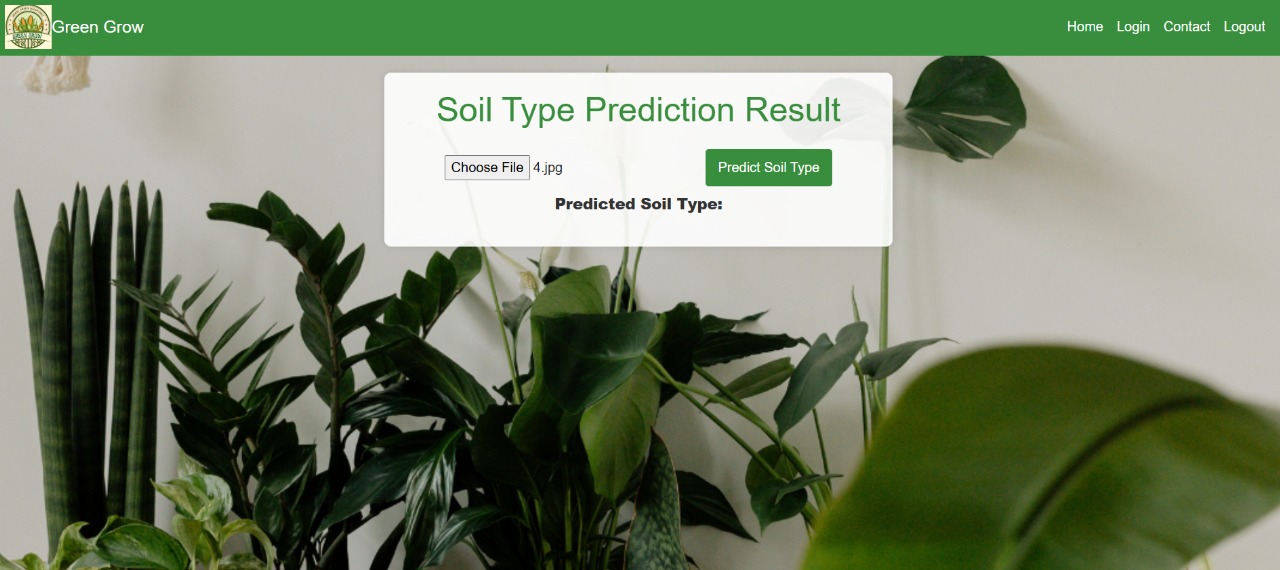 Green Grow
Home Login Contact Logout
Soil Type Prediction Result
Choose File 4.jpg
Predict Soil Type
Predicted Soil Type: